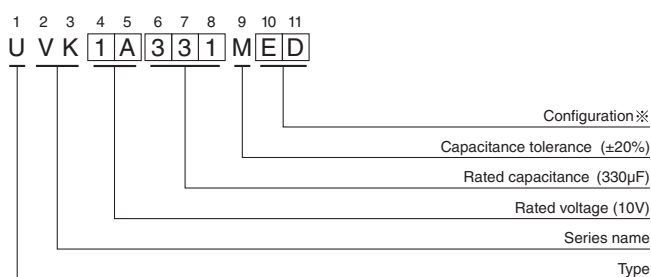 1 2 3 4 5 6 7 8 9 10 11
U V K 1 A 3 3 1 M E D
Configuration※
Capacitance tolerance (±20%)
Rated capacitance (330µF)
Rated voltage (10V)
Series name
Type